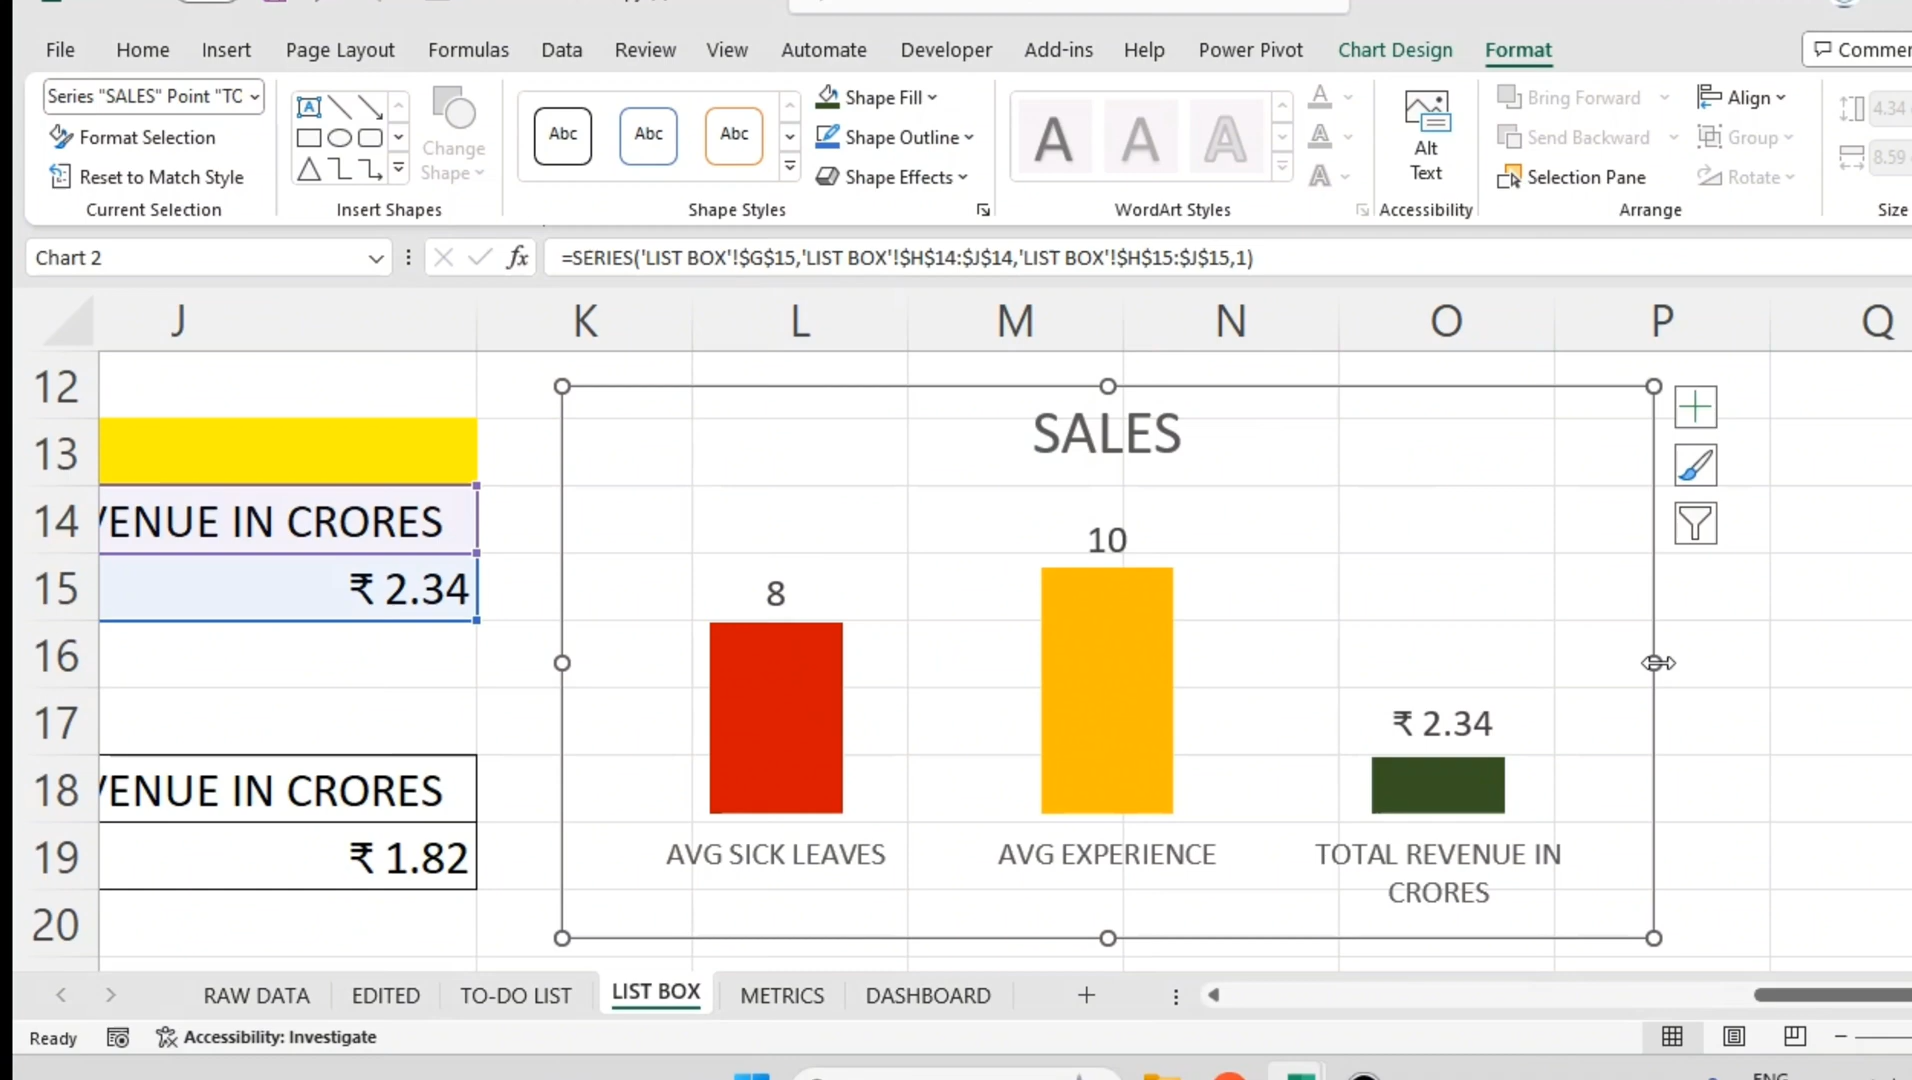 File Home Insert Page Layout Formulas Data Review View Automate Developer Add-ins Help Power Pivot Chart Design Format
Series "SALES" Point "TC
Format Selection
Reset to Match Style
Current Selection
Change
Shape
Insert Shapes
Abc Abc Abc
Shape Fill
Shape Outline
Shape Effects
Shape Styles
A A A
WordArt Styles
Alt
Text
Accessibility
Bring Forward
Send Backward
Selection Pane
Align
Group
Rotate
Arrange
4.34
8.59
Size
Chart 2
fx
=SERIES('LIST BOX'!$G$15,'LIST BOX'!$H$14:$J$14,'LIST BOX'!$H$15:$J$15,1)
J K L M N O P Q
12
13
14 VENUE IN CRORES
15 ₹ 2.34
16
17
18 VENUE IN CRORES
19 ₹ 1.82
20
SALES
8
10
₹ 2.34
AVG SICK LEAVES
AVG EXPERIENCE
TOTAL REVENUE IN
CRORES
RAW DATA EDITED TO-DO LIST LIST BOX METRICS DASHBOARD
Ready Accessibility: Investigate
ENG